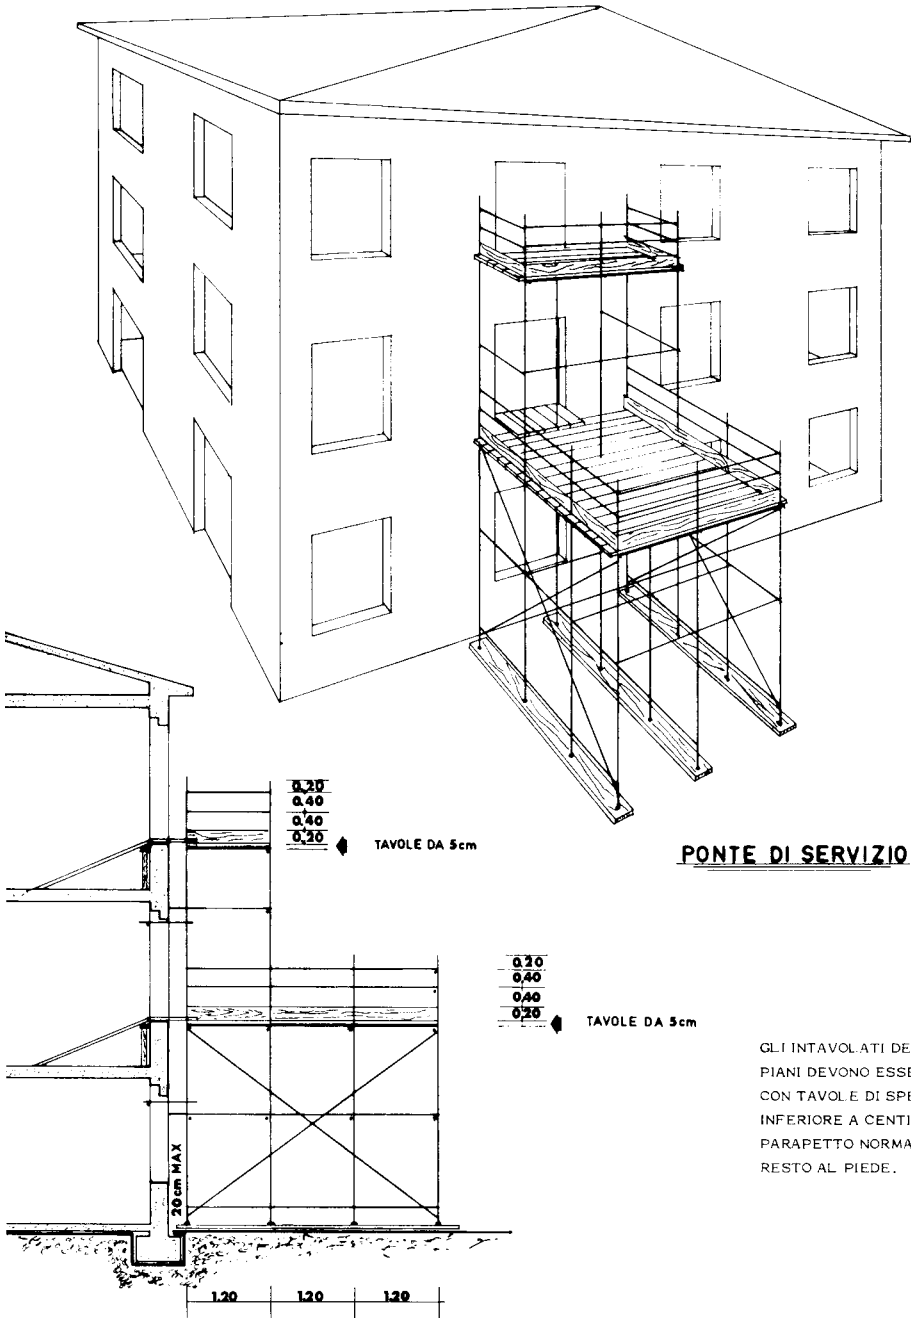 0,20
0,40
0,40
0,20
TAVOLE DA 5cm
PONTE DI SERVIZIO
0,20
0,40
0,40
0,20
TAVOLE DA 5cm
GLI INTAVOLATI DE
PIANI DEVONO ESSE
CON TAVOLE DI SPE
INFERIORE A CENTI
PARAPETTO NORMA
RESTO AL PIEDE.
20cm MAX
1.20
1.20
1.20